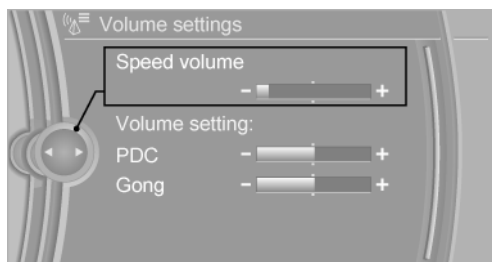 Volume settings
Speed volume
- +
Volume setting:
PDC - +
Gong - +